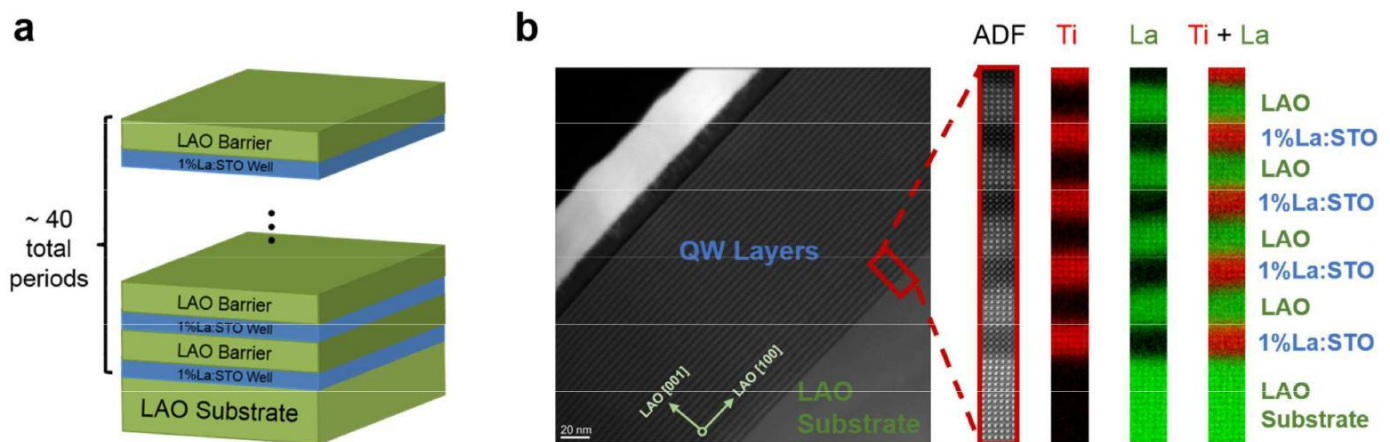 a
LAO Barrier
1%La:STO Well
~ 40
total
periods
LAO Barrier
1%La:STO Well
LAO Barrier
1%La:STO Well
LAO Substrate
b
ADF
Ti
La
Ti + La
QW Layers
LAO [001]
LAO [100]
20 nm
LAO
Substrate
LAO
1%La:STO
LAO
1%La:STO
LAO
1%La:STO
LAO
1%La:STO
LAO
Substrate